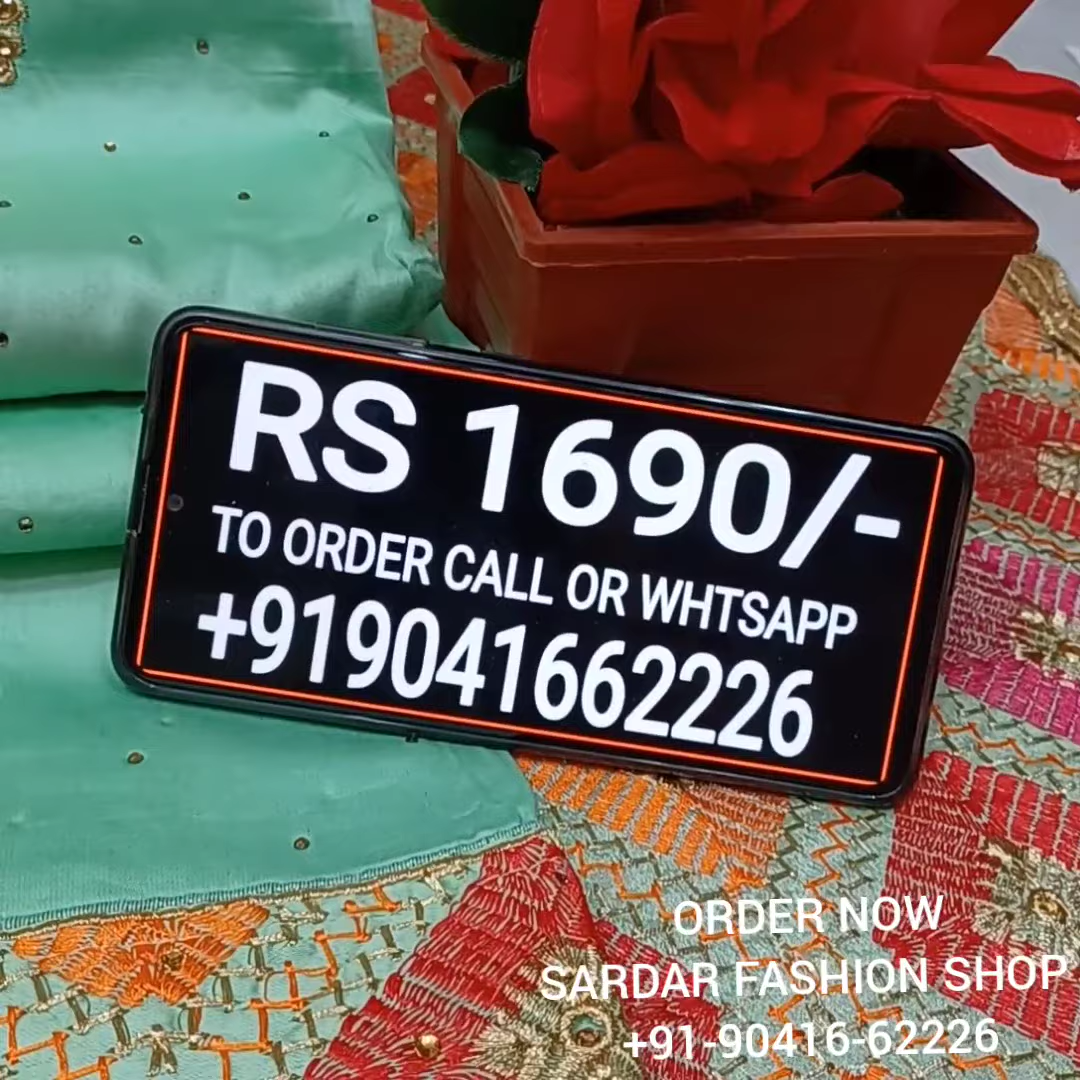 RS 1690/-
TO ORDER CALL OR WHTSAPP
+919041662226
ORDER NOW
SARDAR FASHION SHOP
+91-90416-62226